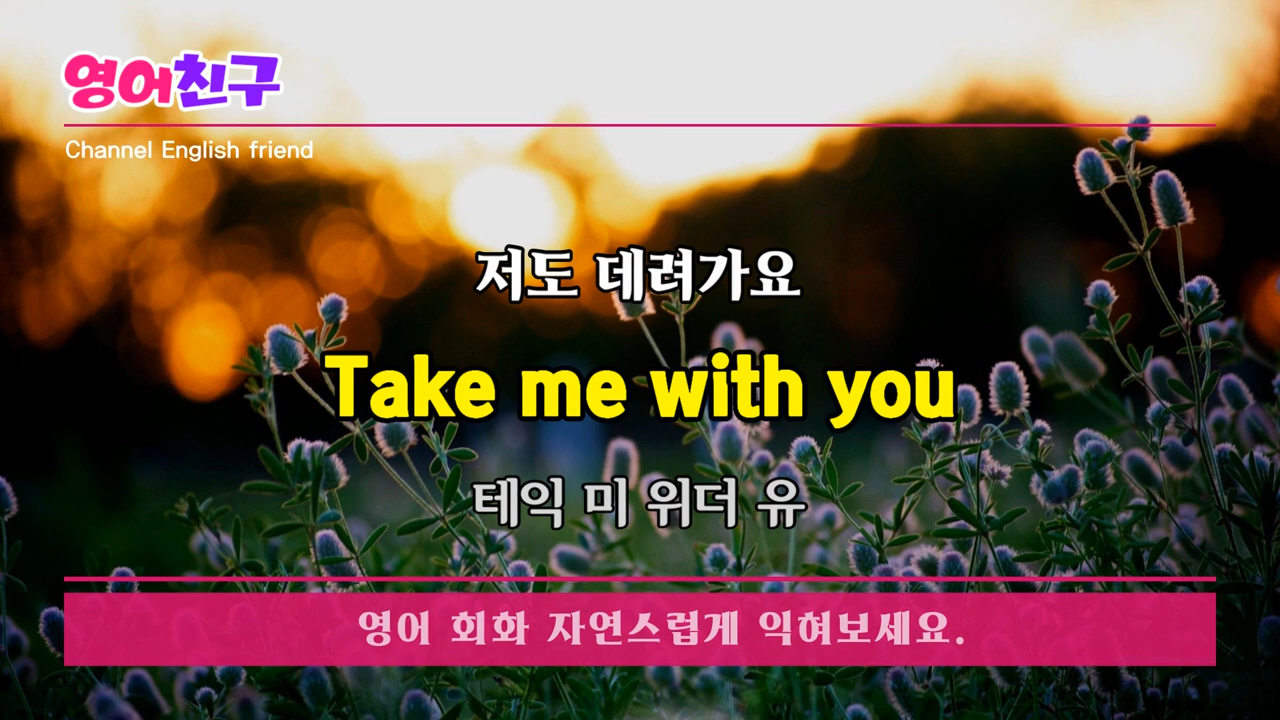 영어친구
Channel English friend
저도 데려가요
Take me with you
테익 미 위더 유
영어 회화 자연스럽게 익혀보세요.